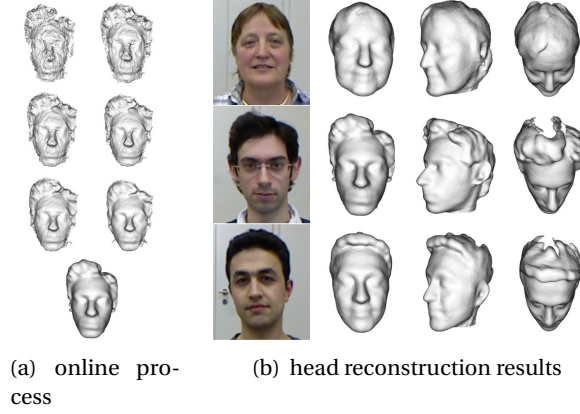 (a) online pro-
cess
(b) head reconstruction results